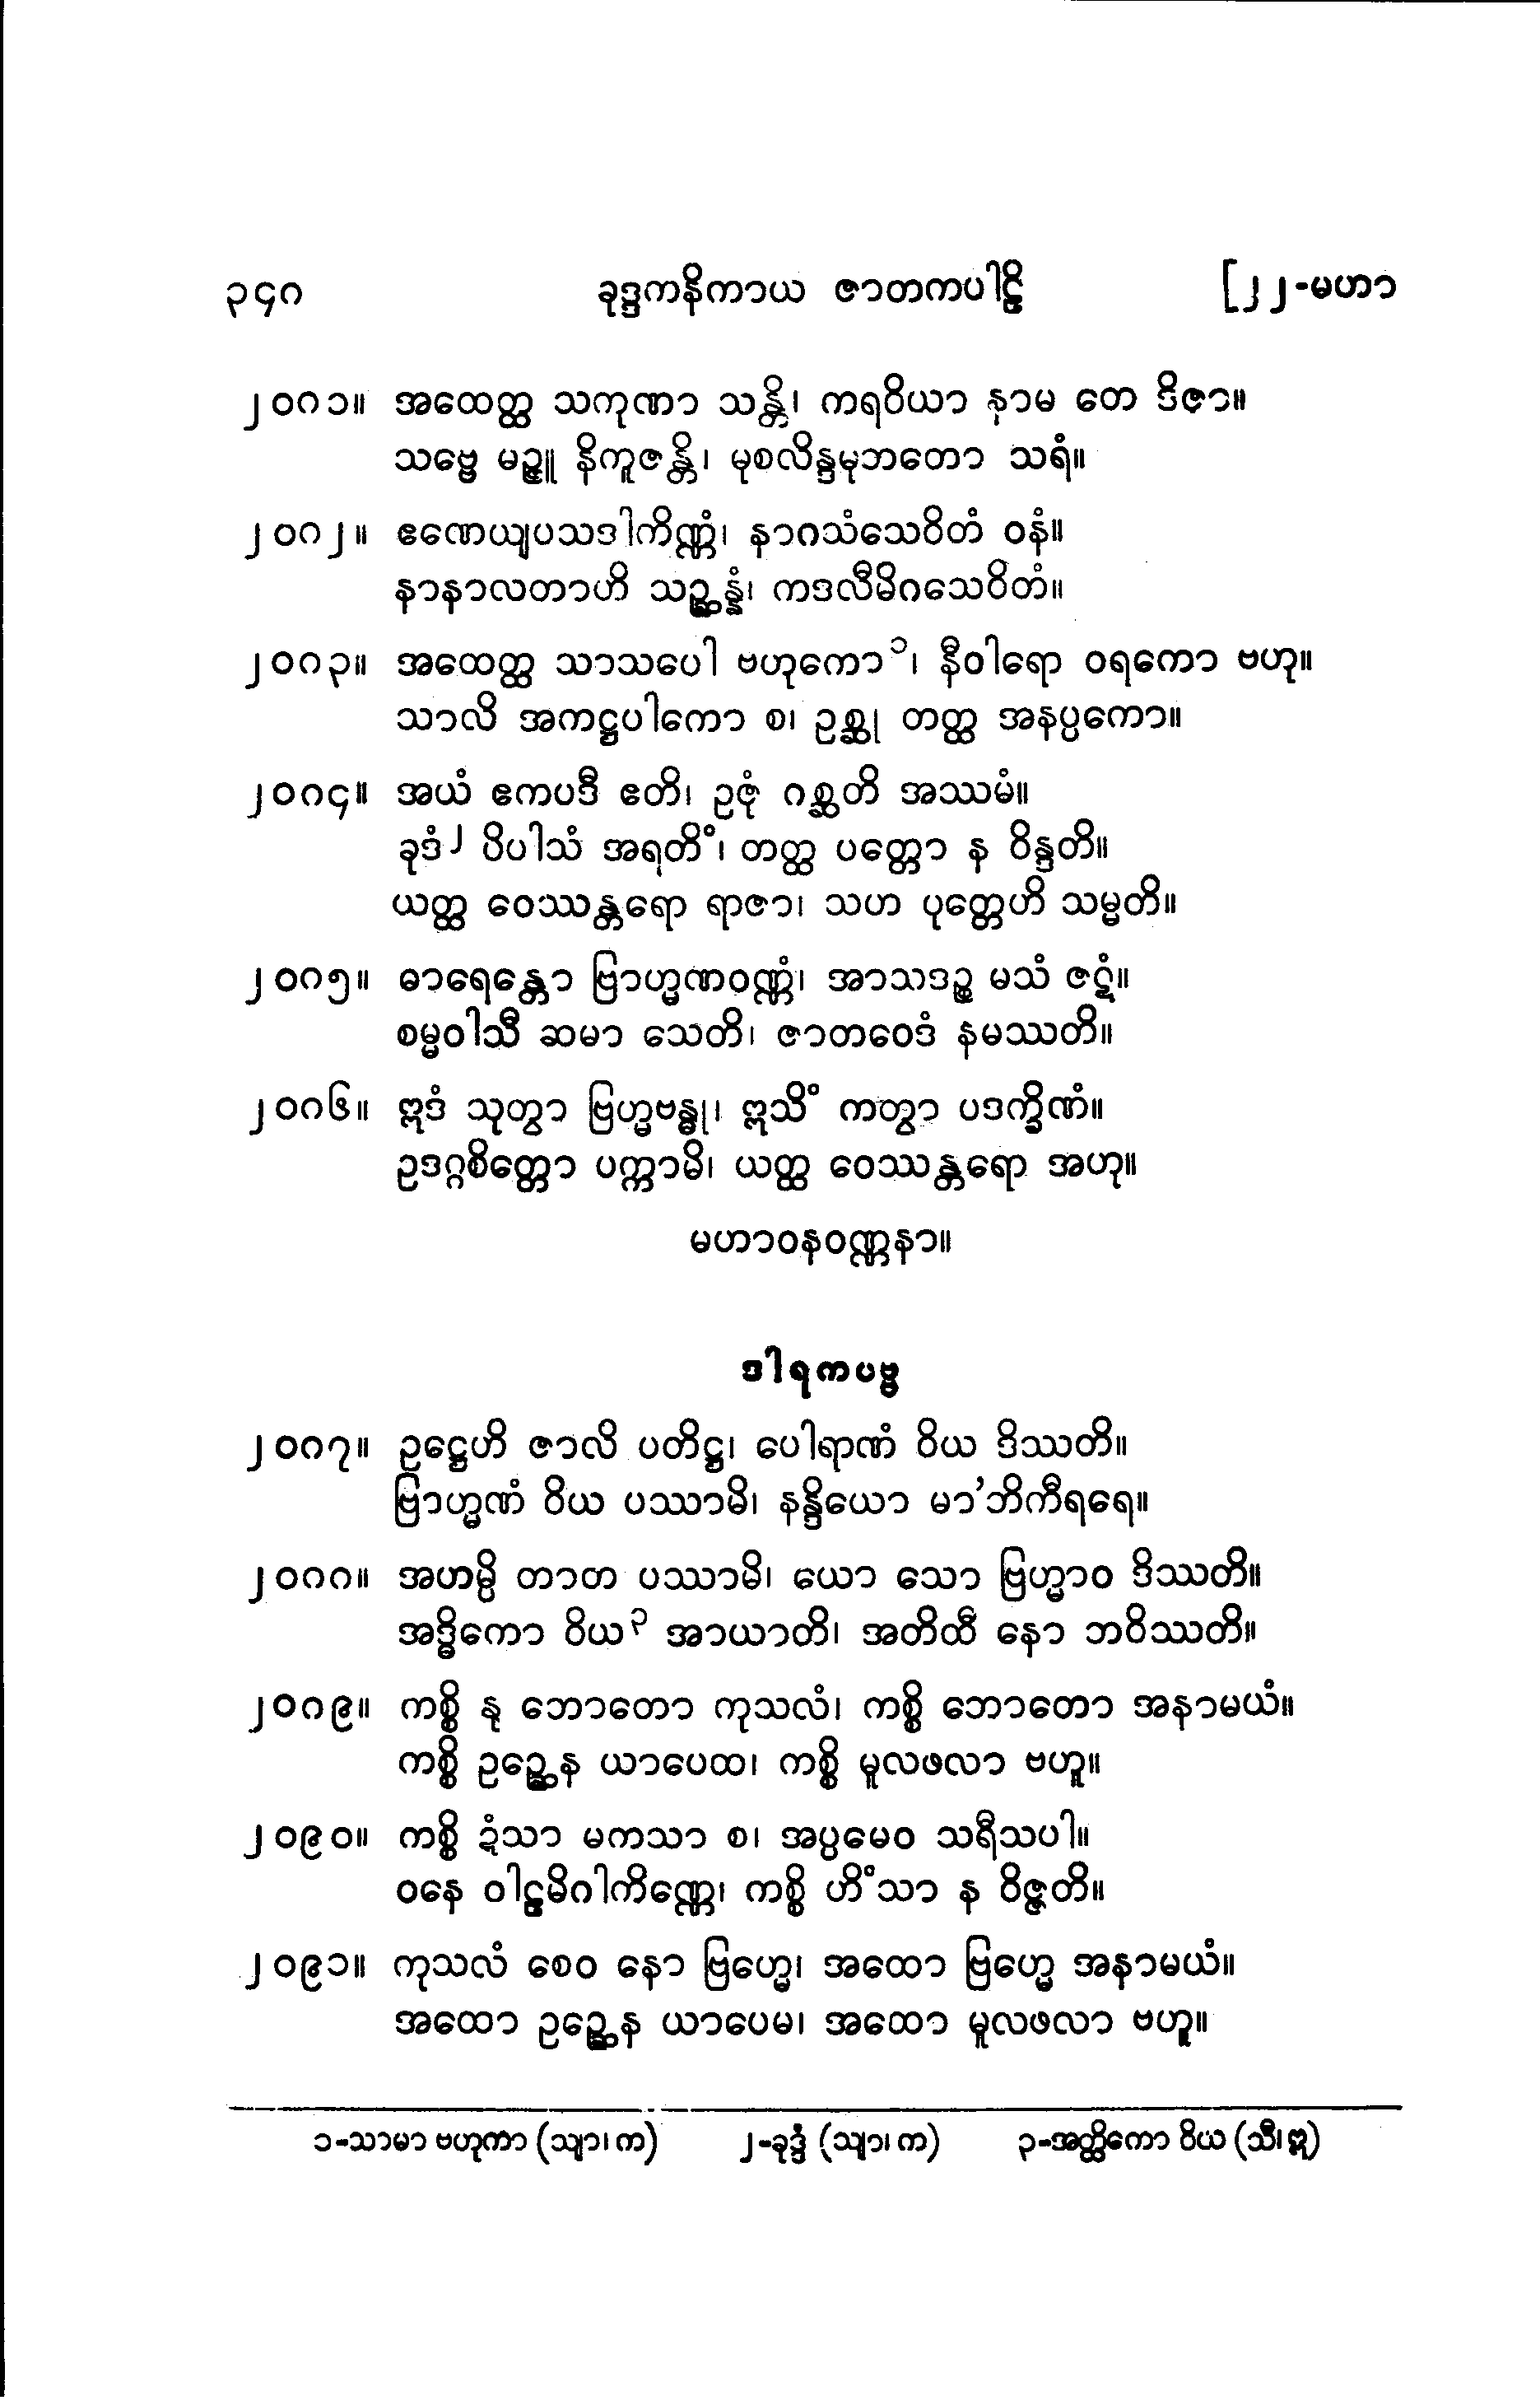 ၃၄၈ ခုဒ္ဒကနိကာယ ဇာတကပါဠိ [၂၂-မဟာ
၂၀၈၁။ အထေတ္ထ သကုဏာ သန္တိ၊ ကရဝိယာ နာမ တေ ဒိဇာ။
သဗ္ဗေ မဉ္ဇူ နိကူဇန္တိ၊ မုစလိန္ဒမုဘတော သရံ။
၂၀၈၂။ ဧဏေယျပသဒါကိဏ္ဏံ၊ နာဂသံသေဝိတံ ဝနံ။
နာနာလတာဟိ သဉ္ဆန္နံ၊ ကဒလီမိဂသေဝိတံ။
၂၀၈၃။ အထေတ္ထ သာသပေါ ဗဟုကော၁၊ နီဝါရော ဝရကော ဗဟု။
သာလိ အကဋ္ဌပါကော စ၊ ဥစ္ဆု တတ္ထ အနပ္ပကော။
၂၀၈၄။ အယံ ဧကပဒီ ဧတိ၊ ဥဇုံ ဂစ္ဆတိ အဿမံ။
ခုဒံ၂ ပိပါသံ အရတိံ၊ တတ္ထ ပတ္တော န ဝိန္ဒတိ။
ယတ္ထ ဝေဿန္တရော ရာဇာ၊ သဟ ပုတ္တေဟိ သမ္မတိ။
၂၀၈၅။ ဓာရေန္တော ဗြာဟ္မဏဝဏ္ဏံ၊ အာသဒဉ္စ မသံ ဇဋံ။
စမ္မဝါသီ ဆမာ သေတိ၊ ဇာတဝေဒံ နမဿတိ။
၂၀၈၆။ ဣဒံ သုတွာ ဗြဟ္မဗန္ဓု၊ ဣသိံ ကတွာ ပဒက္ခိဏံ။
ဥဒဂ္ဂစိတ္တော ပက္ကာမိ၊ ယတ္ထ ဝေဿန္တရော အဟု။
မဟာဝနဝဏ္ဏနာ။
ဒါရကပဗ္ဗ
၂၀၈၇။ ဥဋ္ဌေဟိ ဇာလိ ပတိဋ္ဌ၊ ပေါရာဏံ ဝိယ ဒိဿတိ။
ဗြာဟ္မဏံ ဝိယ ပဿာမိ၊ နန္ဒိယော မာ’ဘိကီရရေ။
၂၀၈၈။ အဟမ္ပိ တာတ ပဿာမိ၊ ယော သော ဗြဟ္မာဝ ဒိဿတိ။
အဒ္ဓိကော ဝိယ၃ အာယာတိ၊ အတိထီ နော ဘဝိဿတိ။
၂၀၈၉။ ကစ္စိ နု ဘောတော ကုသလံ၊ ကစ္စိ ဘောတော အနာမယံ။
ကစ္စိ ဥဉ္ဆေန ယာပေထ၊ ကစ္စိ မူလဖလာ ဗဟူ။
၂၀၉၀။ ကစ္စိ ဍံသာ မကသာ စ၊ အပ္ပမေဝ သရီသပါ။
ဝနေ ဝါဠမိဂါကိဏ္ဏေ၊ ကစ္စိ ဟိံသာ န ဝိဇ္ဇတိ။
၂၀၉၁။ ကုသလံ စေဝ နော ဗြဟ္မေ၊ အထော ဗြဟ္မေ အနာမယံ။
အထော ဥဉ္ဆေန ယာပေမ၊ အထော မူလဖလာ ဗဟူ။
၁-သာမာ ဗဟုကာ (သျာ၊ က) ၂-ခုဒ္ဒံ (သျာ၊ က) ၃-အတ္ထိကော ဝိယ (သီ၊ ဣ)